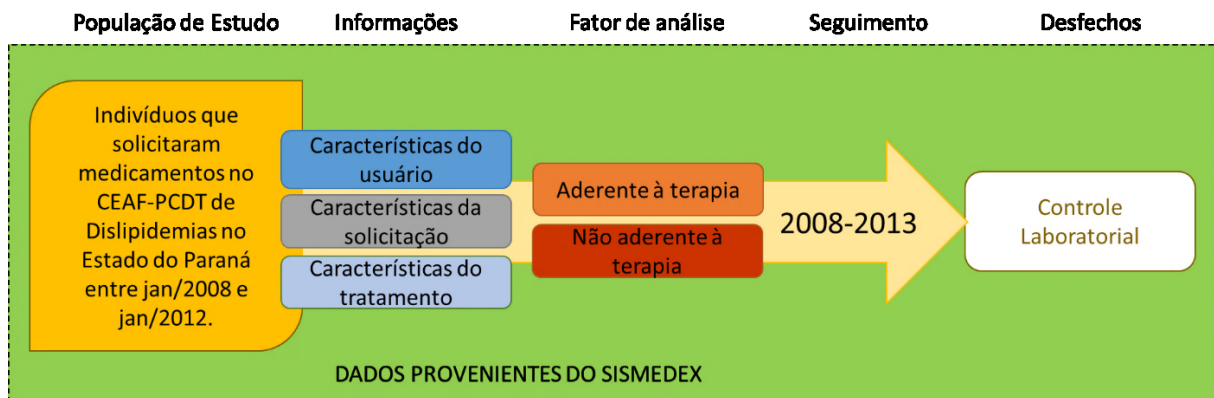 População de Estudo
Informações
Fator de análise
Seguimento
Desfechos
Indivíduos que
solicitaram
medicamentos no
CEAF-PCDT de
Dislipidemias no
Estado do Paraná
entre jan/2008 e
jan/2012.
Características do
usuário
Características da
solicitação
Características do
tratamento
Aderente à terapia
Não aderente à
terapia
2008-2013
Controle
Laboratorial
DADOS PROVENIENTES DO SISMEDEX